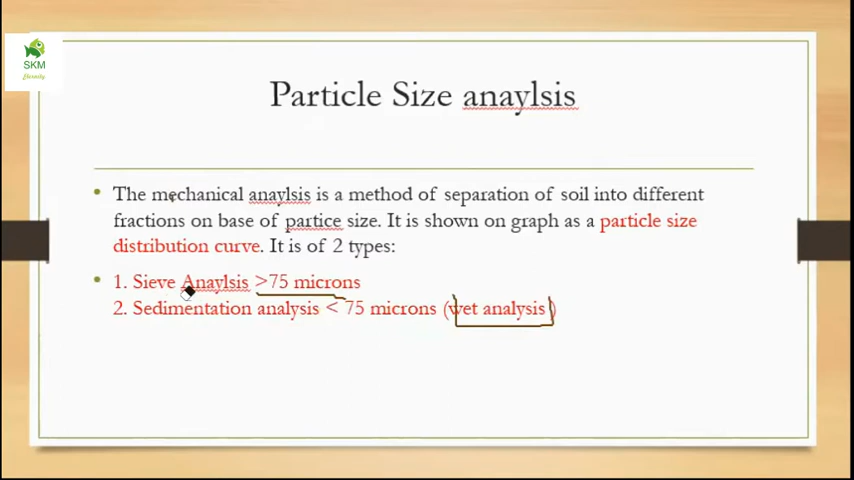 SKM
Eternity
Particle Size anaylsis
• The mechanical anaylsis is a method of separation of soil into different
fractions on base of partice size. It is shown on graph as a particle size
distribution curve. It is of 2 types:
• 1. Sieve Anaylsis >75 microns
2. Sedimentation analysis < 75 microns (wet analysis )